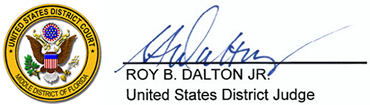 UNITED STATES DISTRICT COURT
MIDDLE DISTRICT OF FLORIDA
ROY B. DALTON JR.
United States District Judge